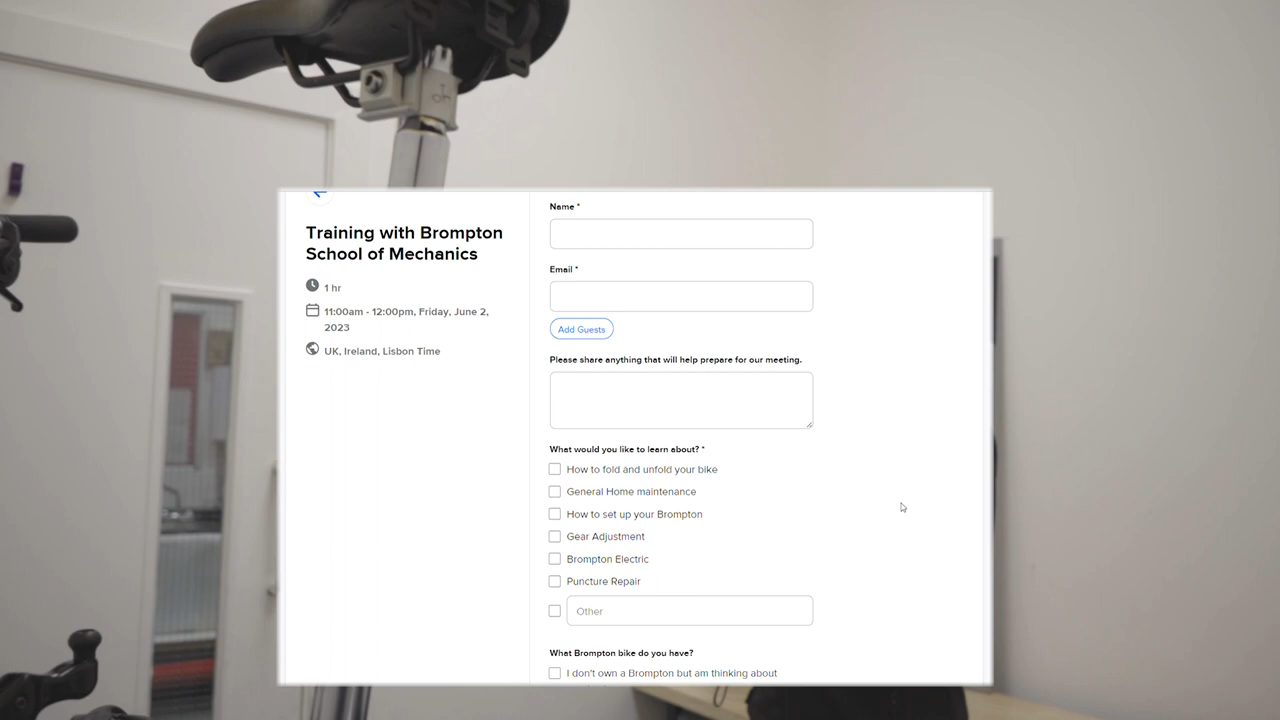 Training with Brompton
School of Mechanics
1 hr
11:00am - 12:00pm, Friday, June 2,
2023
UK, Ireland, Lisbon Time
Name *
Email *
Add Guests
Please share anything that will help prepare for our meeting.
What would you like to learn about? *
How to fold and unfold your bike
General Home maintenance
How to set up your Brompton
Gear Adjustment
Brompton Electric
Puncture Repair
Other
What Brompton bike do you have?
I don't own a Brompton but am thinking about